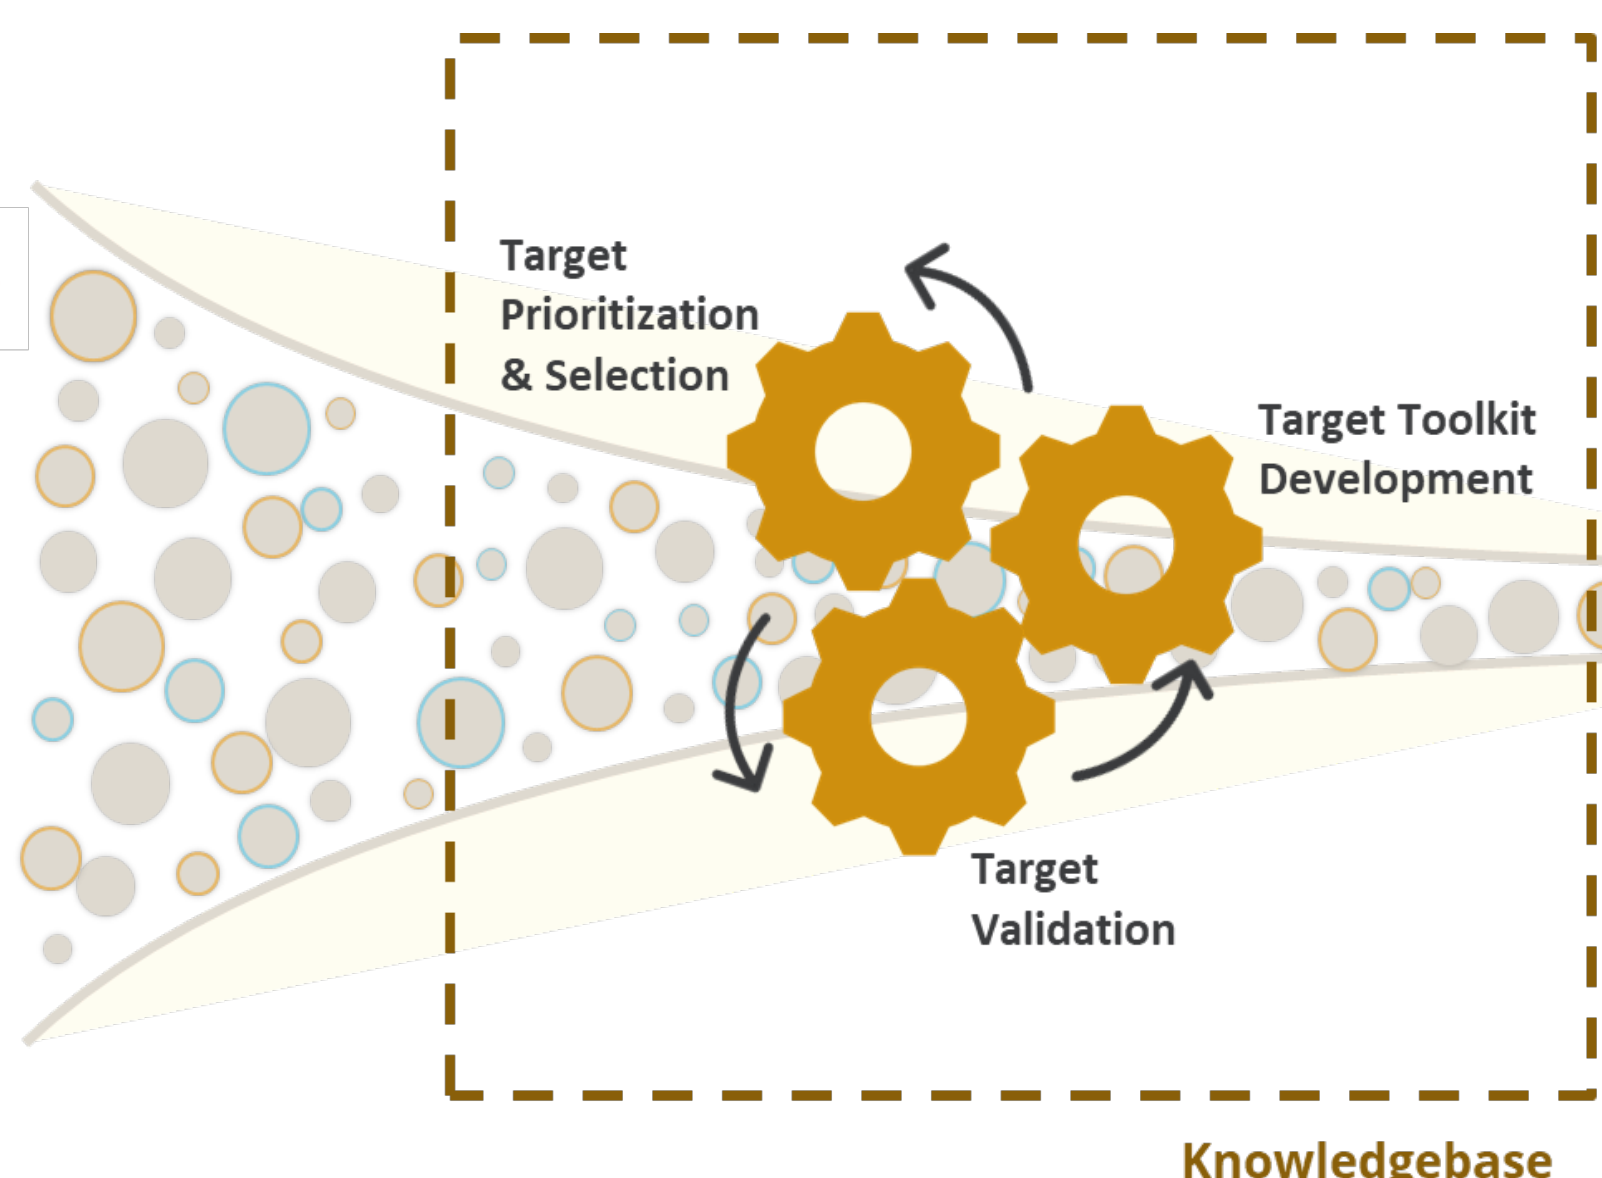 Target
Prioritization
& Selection
Target Toolkit
Development
Target
Validation
Knowledgebase